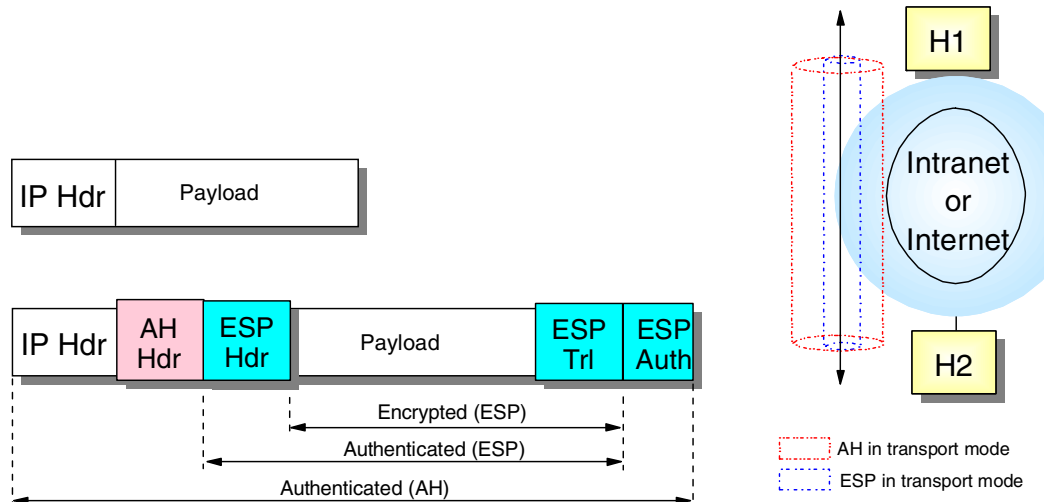 IP Hdr
Payload
IP Hdr
AH
Hdr
ESP
Hdr
Payload
ESP
Trl
ESP
Auth
Encrypted (ESP)
Authenticated (ESP)
Authenticated (AH)
H1
Intranet
or
Internet
H2
AH in transport mode
ESP in transport mode